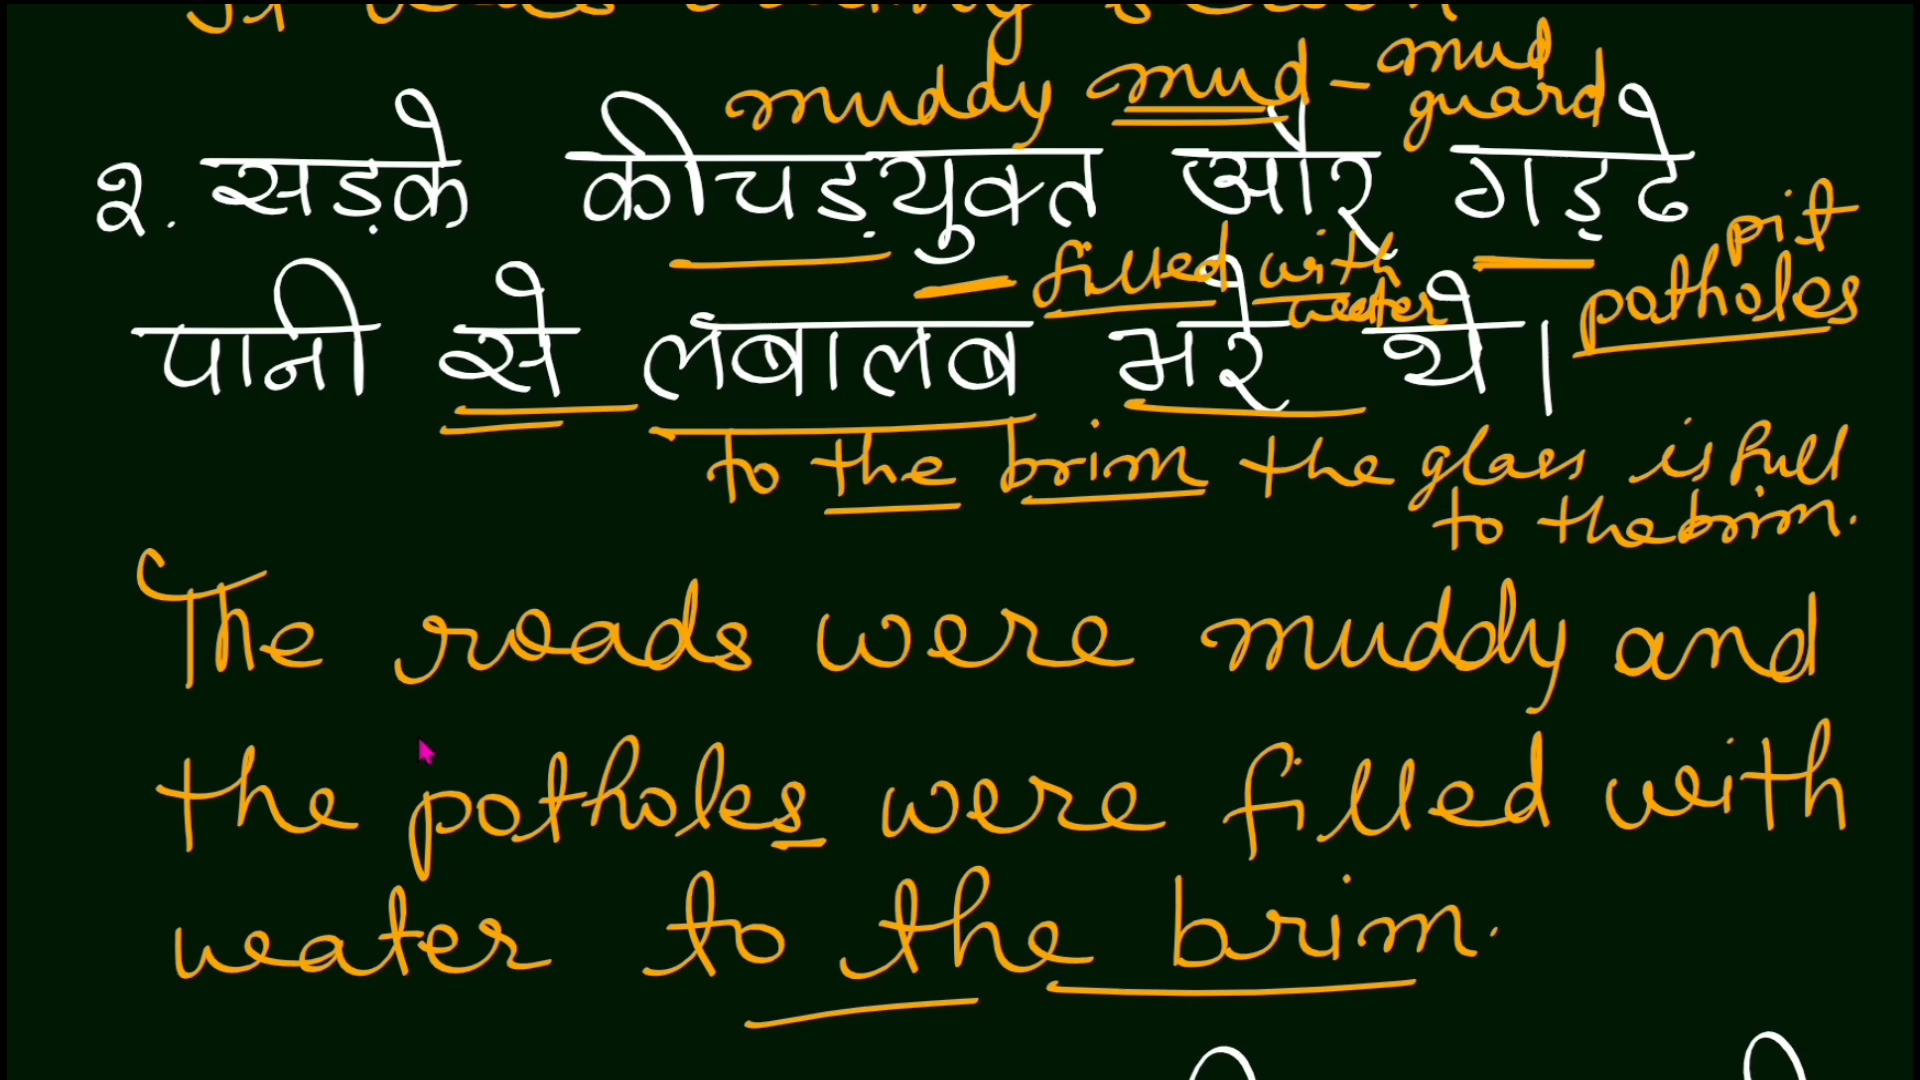 muddy mud - mud
guard
२. सड़के कीचड़युक्त और गड्ढे
pit
filled with
water
potholes
पानी से लबालब भरे थे।
to the brim the glass is full
to the brim.
The roads were muddy and
the potholes were filled with
water to the brim.